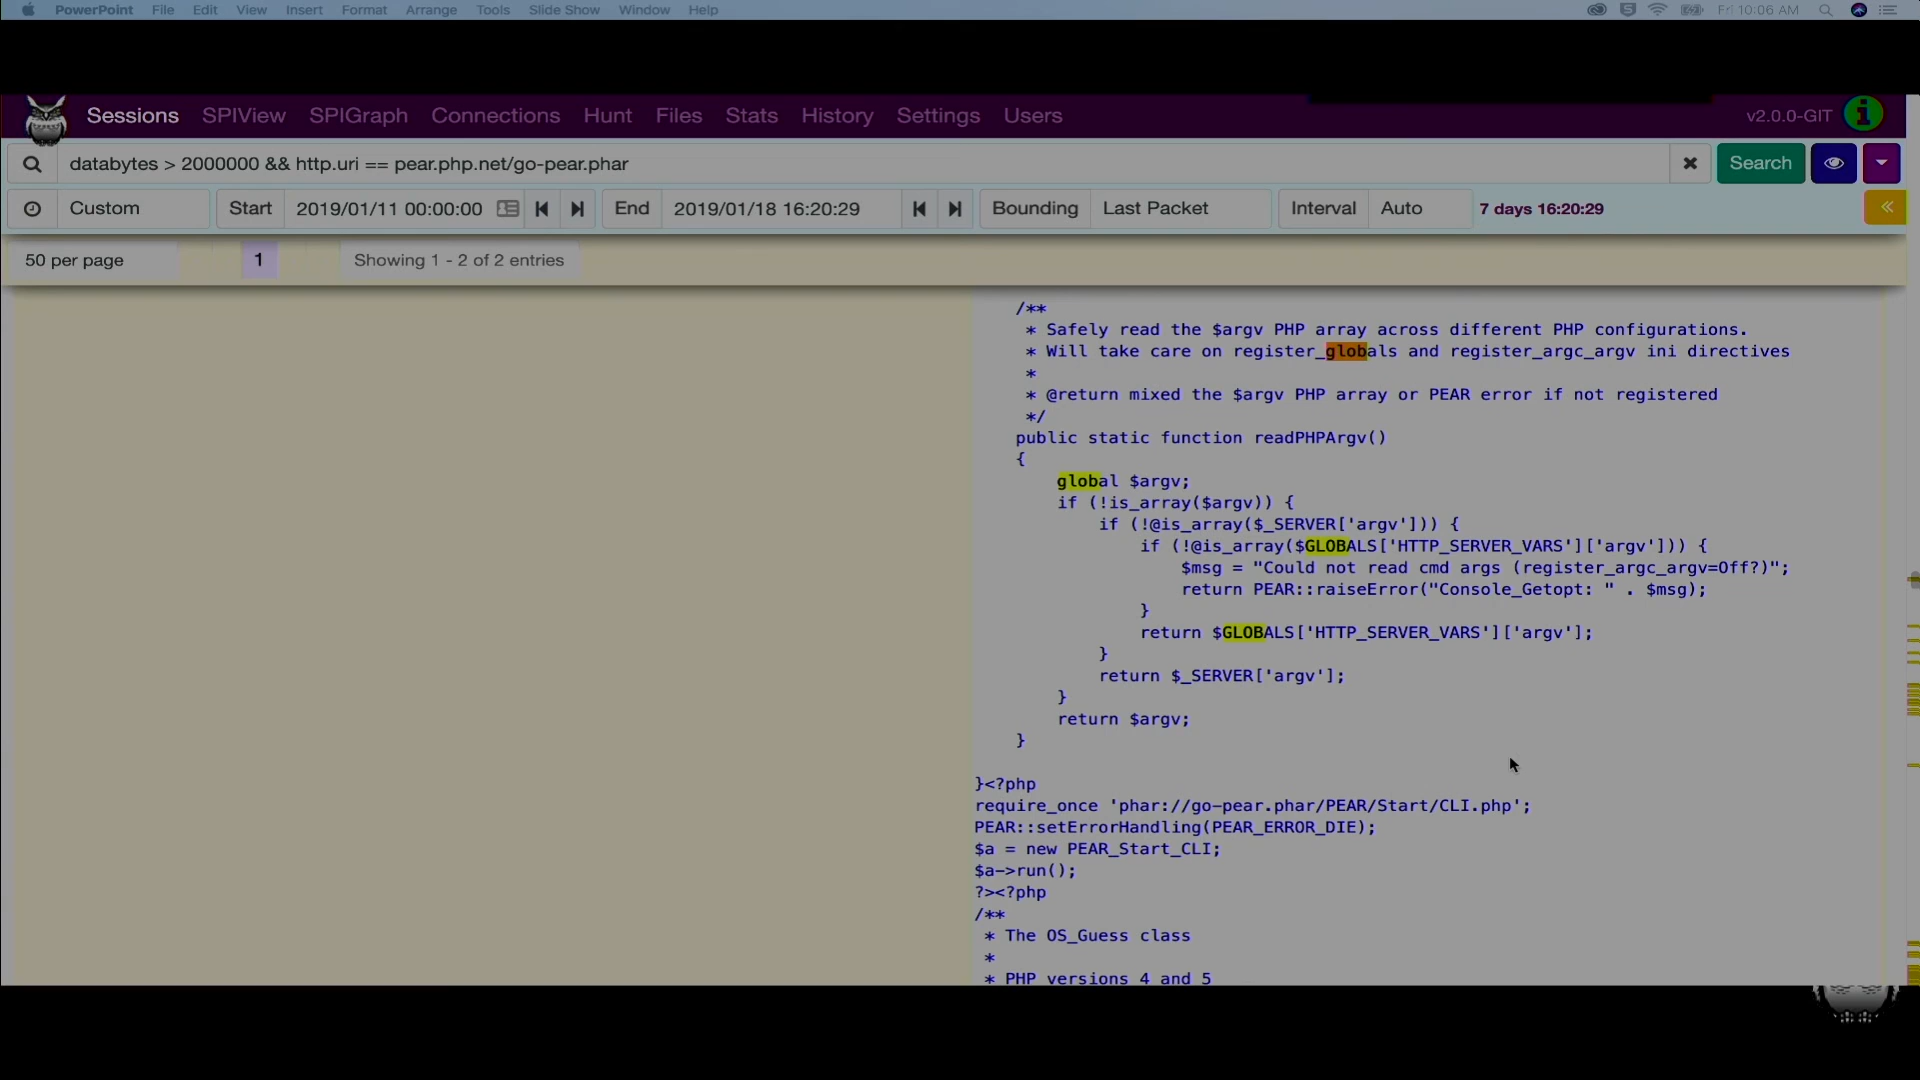 PowerPoint File Edit View Insert Format Arrange Tools Slide Show Window Help Fri 10:06 AM
Sessions SPIView SPIGraph Connections Hunt Files Stats History Settings Users v2.0.0-GIT
databytes > 2000000 && http.uri == pear.php.net/go-pear.phar Search
Custom Start 2019/01/11 00:00:00 End 2019/01/18 16:20:29 Bounding Last Packet Interval Auto 7 days 16:20:29
50 per page 1 Showing 1 - 2 of 2 entries
/**
* Safely read the $argv PHP array across different PHP configurations.
* Will take care on register_globals and register_argc_argv ini directives
*
* @return mixed the $argv PHP array or PEAR error if not registered
*/
public static function readPHPArgv()
{
global $argv;
if (!is_array($argv)) {
if (!@is_array($_SERVER['argv'])) {
if (!@is_array($GLOBALS['HTTP_SERVER_VARS']['argv'])) {
$msg = "Could not read cmd args (register_argc_argv=Off?)";
return PEAR::raiseError("Console_Getopt: " . $msg);
}
return $GLOBALS['HTTP_SERVER_VARS']['argv'];
}
return $_SERVER['argv'];
}
return $argv;
}
}<?php
require_once 'phar://go-pear.phar/PEAR/Start/CLI.php';
PEAR::setErrorHandling(PEAR_ERROR_DIE);
$a = new PEAR_Start_CLI;
$a->run();
?><?php
/**
* The OS_Guess class
*
* PHP versions 4 and 5